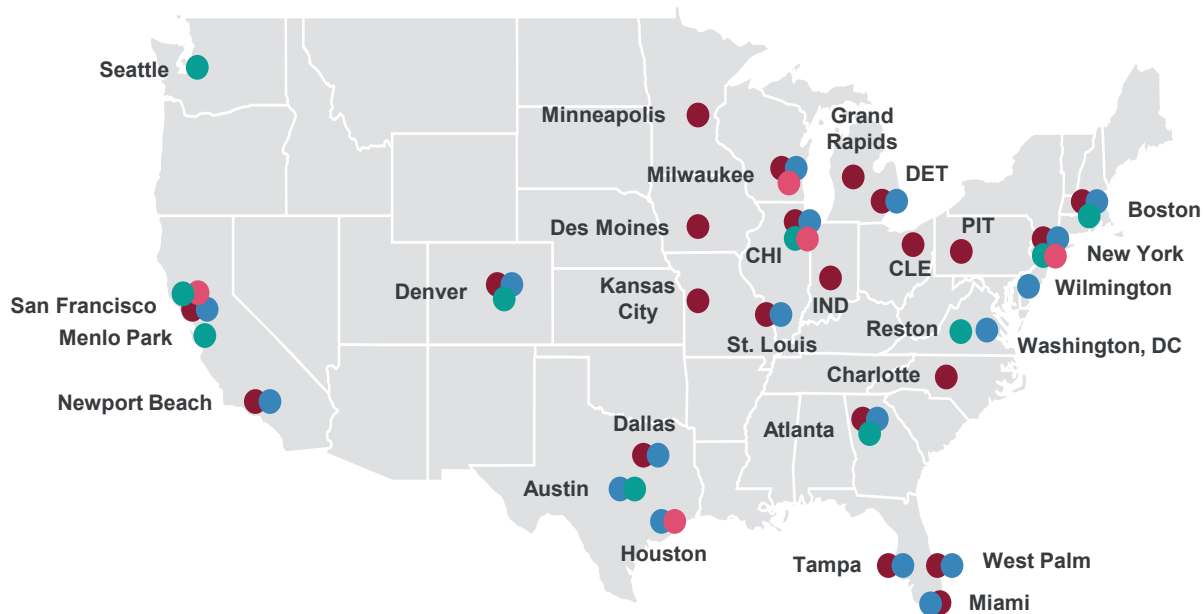 Seattle
Minneapolis
Grand
Rapids
Milwaukee
DET
Boston
Des Moines
CHI
PIT
CLE
New York
Denver
Kansas
City
IND
Wilmington
San Francisco
Menlo Park
St. Louis
Reston
Washington, DC
Charlotte
Newport Beach
Dallas
Atlanta
Austin
Houston
Tampa
West Palm
Miami